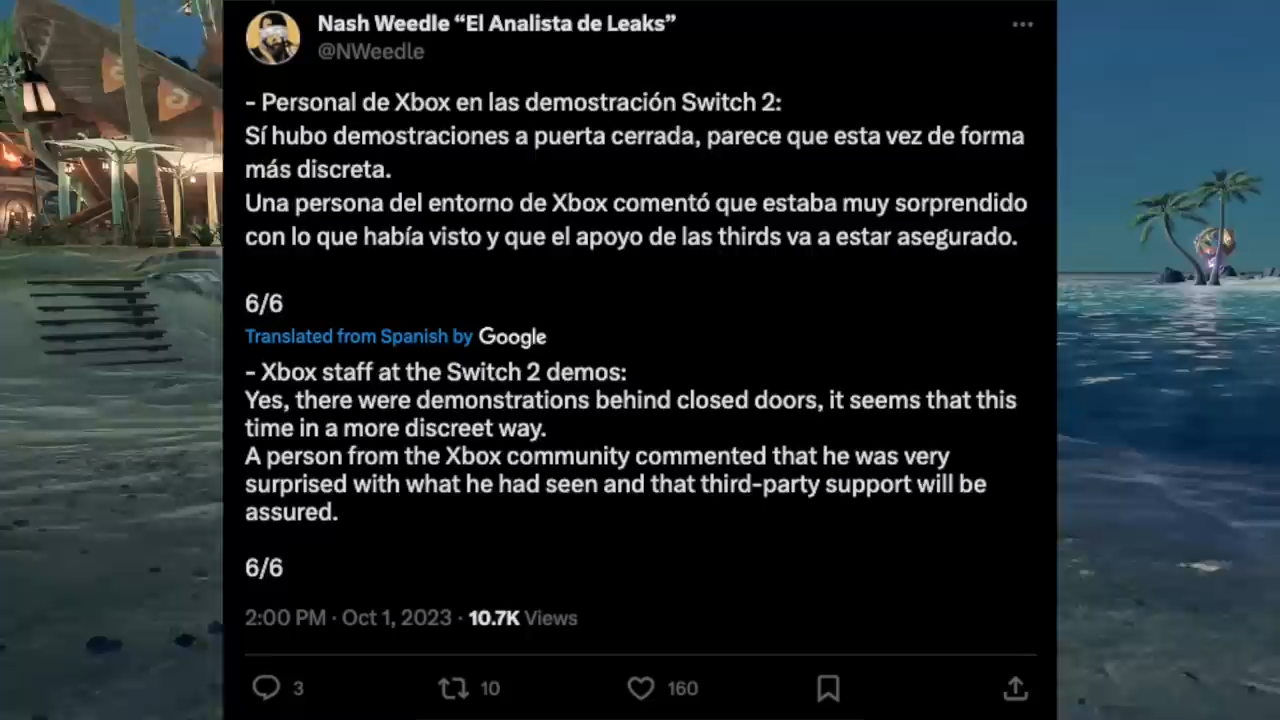 Nash Weedle “El Analista de Leaks”
@NWeedle
- Personal de Xbox en las demostración Switch 2:
Sí hubo demostraciones a puerta cerrada, parece que esta vez de forma
más discreta.
Una persona del entorno de Xbox comentó que estaba muy sorprendido
con lo que había visto y que el apoyo de las thirds va a estar asegurado.
6/6
Translated from Spanish by Google
- Xbox staff at the Switch 2 demos:
Yes, there were demonstrations behind closed doors, it seems that this
time in a more discreet way.
A person from the Xbox community commented that he was very
surprised with what he had seen and that third-party support will be
assured.
6/6
2:00 PM · Oct 1, 2023 · 10.7K Views
3 10 160